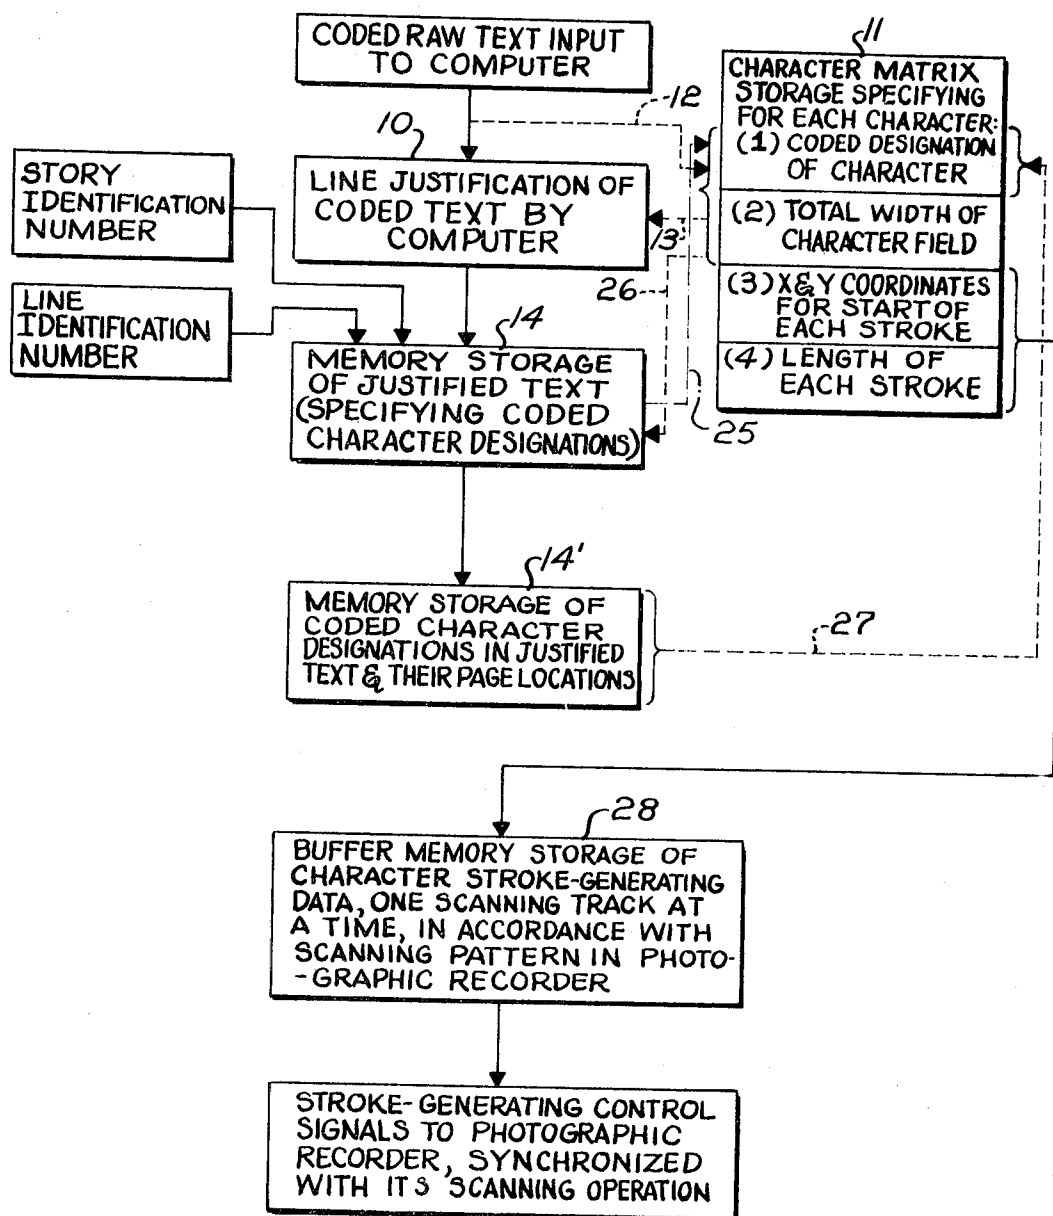 CODED RAW TEXT INPUT
TO COMPUTER
10
12
11
CHARACTER MATRIX
STORAGE SPECIFYING
FOR EACH CHARACTER:
(1) CODED DESIGNATION
OF CHARACTER
(2) TOTAL WIDTH OF
CHARACTER FIELD
(3) X & Y COORDINATES
FOR START OF
EACH STROKE
(4) LENGTH OF
EACH STROKE
STORY
IDENTIFICATION
NUMBER
LINE JUSTIFICATION OF
CODED TEXT BY
COMPUTER
13
26
LINE
IDENTIFICATION
NUMBER
14
MEMORY STORAGE
OF JUSTIFIED TEXT
(SPECIFYING CODED
CHARACTER DESIGNATIONS)
25
14'
MEMORY STORAGE OF
CODED CHARACTER
DESIGNATIONS IN JUSTIFIED
TEXT & THEIR PAGE LOCATIONS
27
28
BUFFER MEMORY STORAGE OF
CHARACTER STROKE-GENERATING
DATA, ONE SCANNING TRACK AT
A TIME, IN ACCORDANCE WITH
SCANNING PATTERN IN PHOTO-
-GRAPHIC RECORDER
STROKE-GENERATING CONTROL
SIGNALS TO PHOTOGRAPHIC
RECORDER, SYNCHRONIZED
WITH ITS SCANNING OPERATION